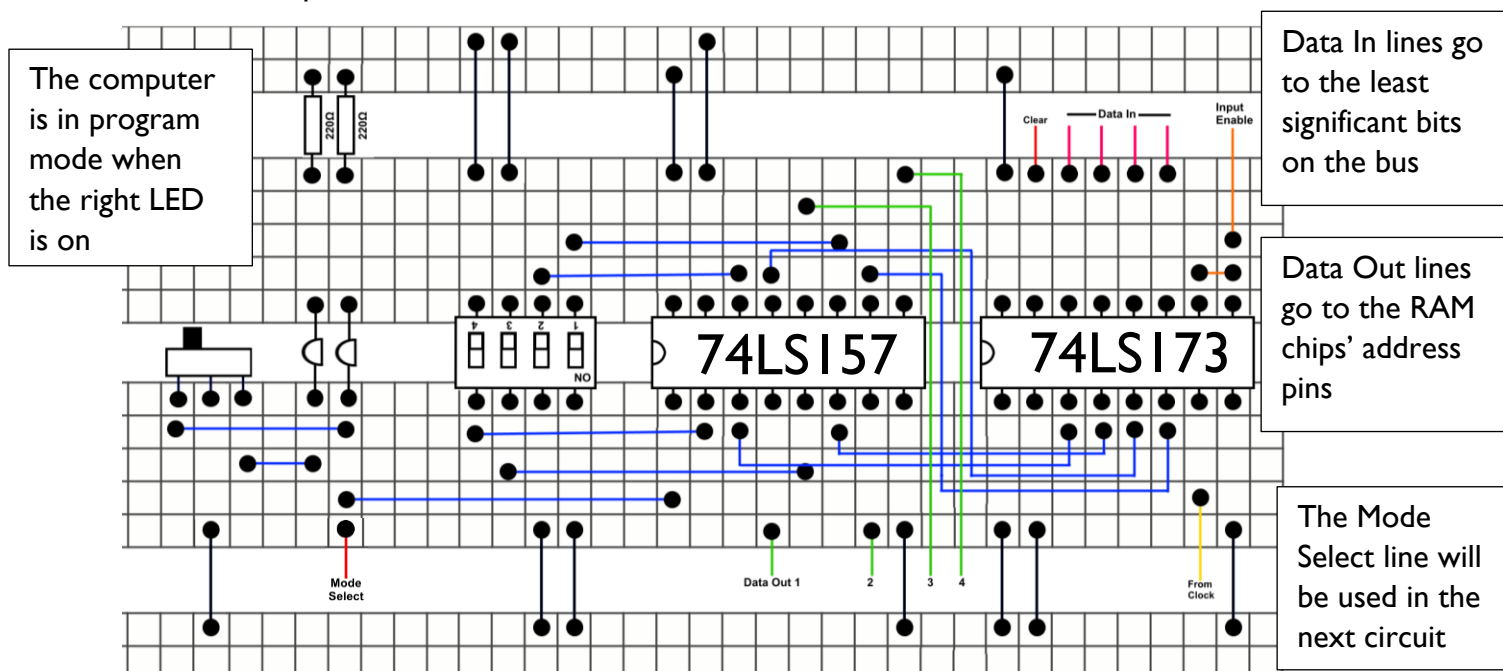 The computer
is in program
mode when
the right LED
is on
220Ω
220Ω
Clear
Data In
Input
Enable
Data In lines go
to the least
significant bits
on the bus
Data Out lines
go to the RAM
chips’ address
pins
4
3
2
1
NO
74LS157
74LS173
Mode
Select
Data Out 1
2
3
4
From
Clock
The Mode
Select line will
be used in the
next circuit